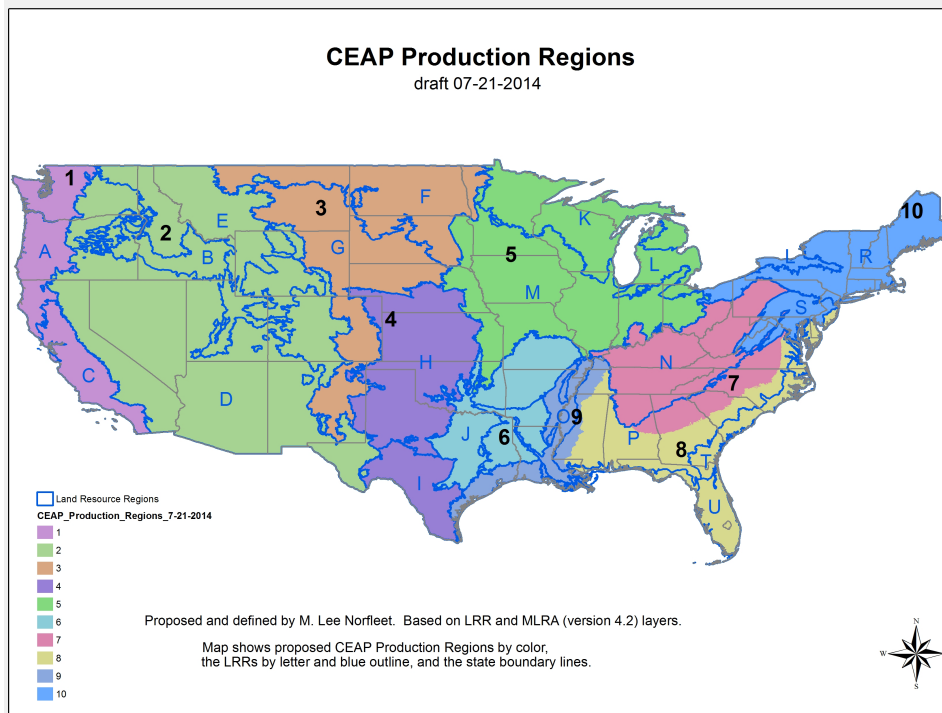 CEAP Production Regions
draft 07-21-2014
1
10
F
K
3
E
2
A
G
5
B
L
L
R
M
S
4
H
N
C
7
D
O
9
J
6
P
8
T
I
U
Land Resource Regions
CEAP_Production_Regions_7-21-2014
1
2
3
4
5
6
7
8
9
10
Proposed and defined by M. Lee Norfleet. Based on LRR and MLRA (version 4.2) layers.
Map shows proposed CEAP Production Regions by color,
the LRRs by letter and blue outline, and the state boundary lines.
N
W
S